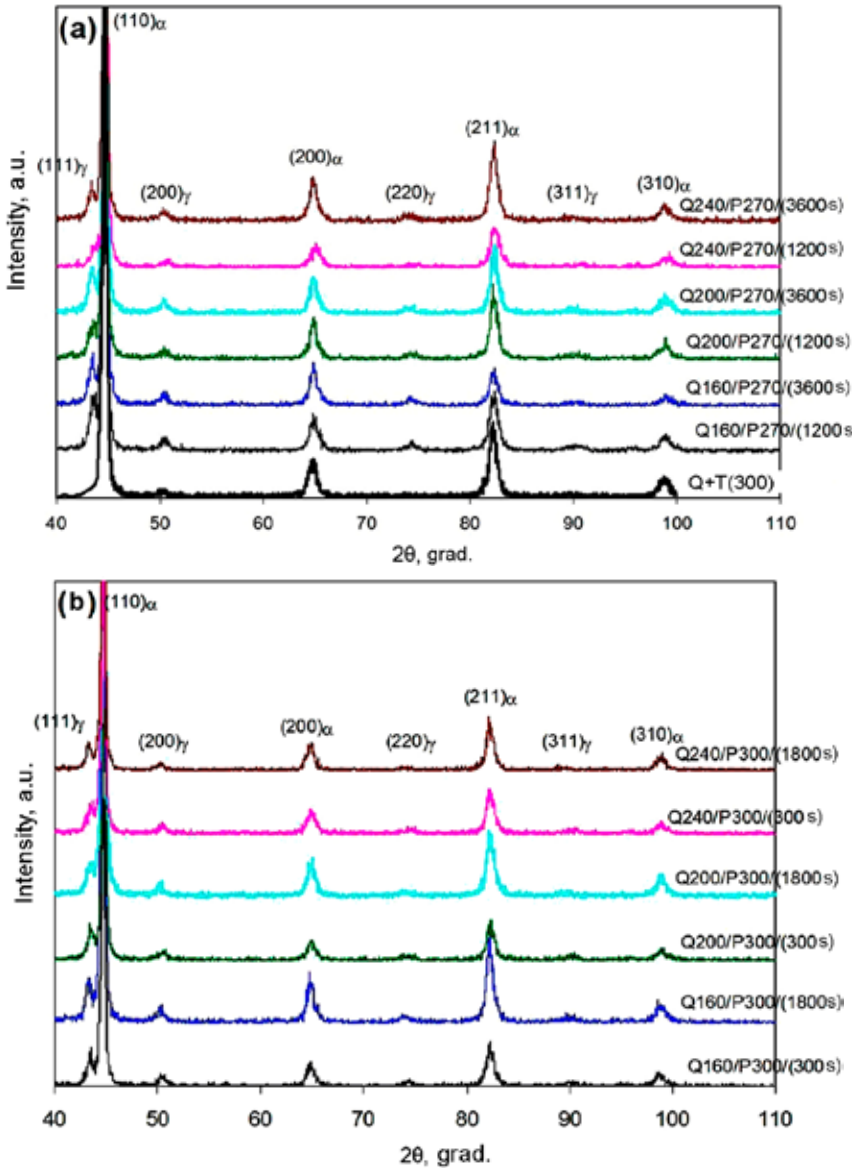 (a)
(110)α
(111)γ
(200)γ
(200)α
(220)γ
(211)α
(311)γ
(310)α
Q240/P270/(3600s)
Q240/P270/(1200s)
Q200/P270/(3600s)
Q200/P270/(1200s)
Q160/P270/(3600s)
Q160/P270/(1200s
Q+T(300)
Intensity, a.u.
40 50 60 70 80 90 100 110
2θ, grad.
(b)
(110)α
(111)γ
(200)γ
(200)α
(220)γ
(211)α
(311)γ
(310)α
Q240/P300/(1800s)
Q240/P300/(300s)
Q200/P300/(1800s)
Q200/P300/(300s)
Q160/P300/(1800s)
Q160/P300/(300s)
Intensity, a.u.
40 50 60 70 80 90 100 110
2θ, grad.